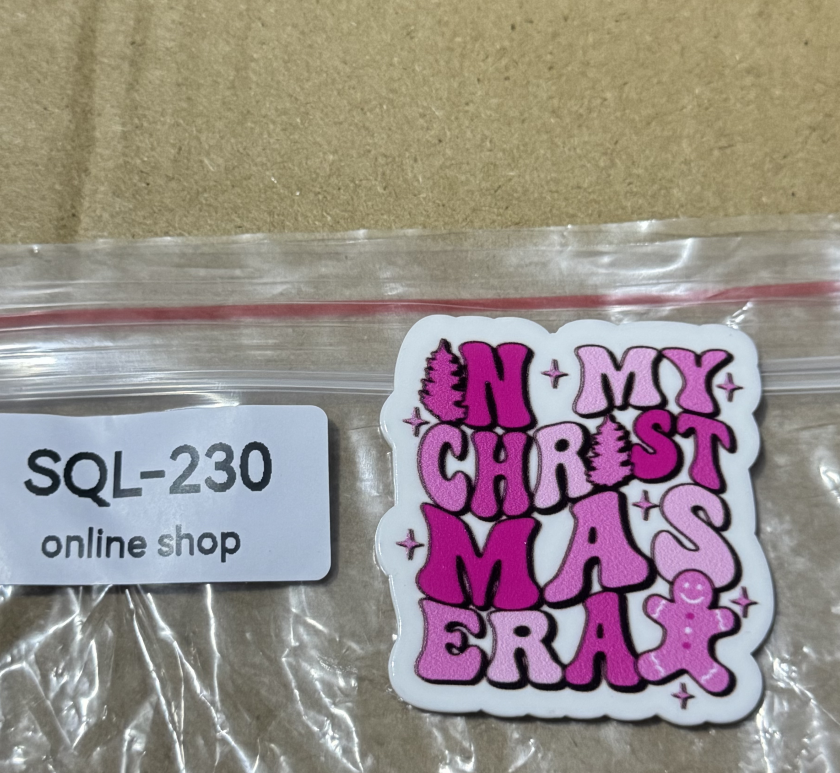 SQL-230
online shop
IN MY
CHRIST
MAS
ERA